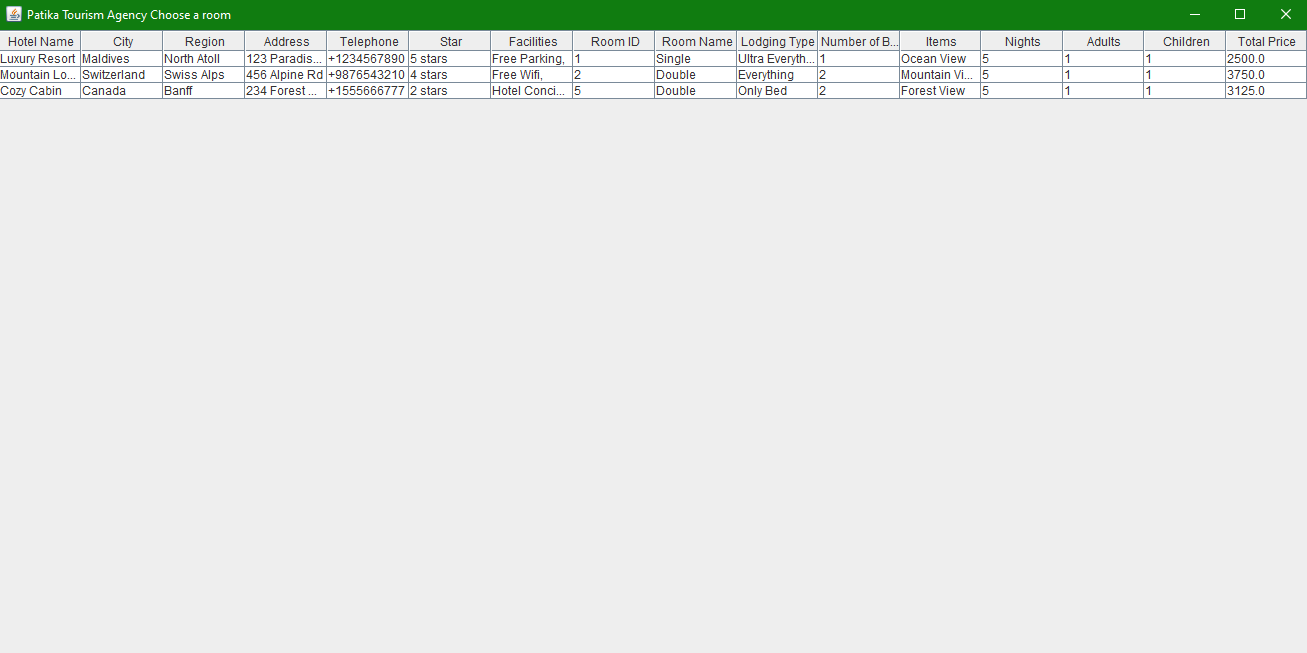 Patika Tourism Agency Choose a room
Hotel Name City Region Address Telephone Star Facilities Room ID Room Name Lodging Type Number of B... Items Nights Adults Children Total Price
Luxury Resort Maldives North Atoll 123 Paradis... +1234567890 5 stars Free Parking, 1 Single Ultra Everyth... 1 Ocean View 5 1 1 2500.0
Mountain Lo... Switzerland Swiss Alps 456 Alpine Rd +9876543210 4 stars Free Wifi, 2 Double Everything 2 Mountain Vi... 5 1 1 3750.0
Cozy Cabin Canada Banff 234 Forest ... +1555666777 2 stars Hotel Conci... 5 Double Only Bed 2 Forest View 5 1 1 3125.0